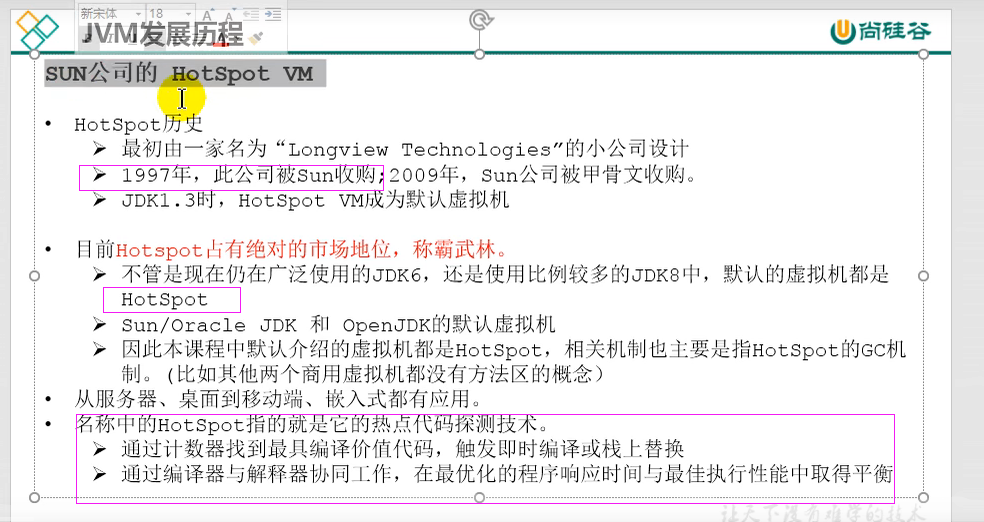 新宋体 18
JVM发展历程
尚硅谷
SUN公司的 HotSpot VM
• HotSpot历史
➢ 最初由一家名为“Longview Technologies”的小公司设计
➢ 1997年，此公司被Sun收购;2009年，Sun公司被甲骨文收购。
➢ JDK1.3时，HotSpot VM成为默认虚拟机
• 目前Hotspot占有绝对的市场地位，称霸武林。
➢ 不管是现在仍在广泛使用的JDK6，还是使用比例较多的JDK8中，默认的虚拟机都是
HotSpot
➢ Sun/Oracle JDK 和 OpenJDK的默认虚拟机
➢ 因此本课程中默认介绍的虚拟机都是HotSpot，相关机制也主要是指HotSpot的GC机
制。(比如其他两个商用虚拟机都没有方法区的概念）
• 从服务器、桌面到移动端、嵌入式都有应用。
• 名称中的HotSpot指的就是它的热点代码探测技术。
➢ 通过计数器找到最具编译价值代码，触发即时编译或栈上替换
➢ 通过编译器与解释器协同工作，在最优化的程序响应时间与最佳执行性能中取得平衡
让天下没有难学的技术